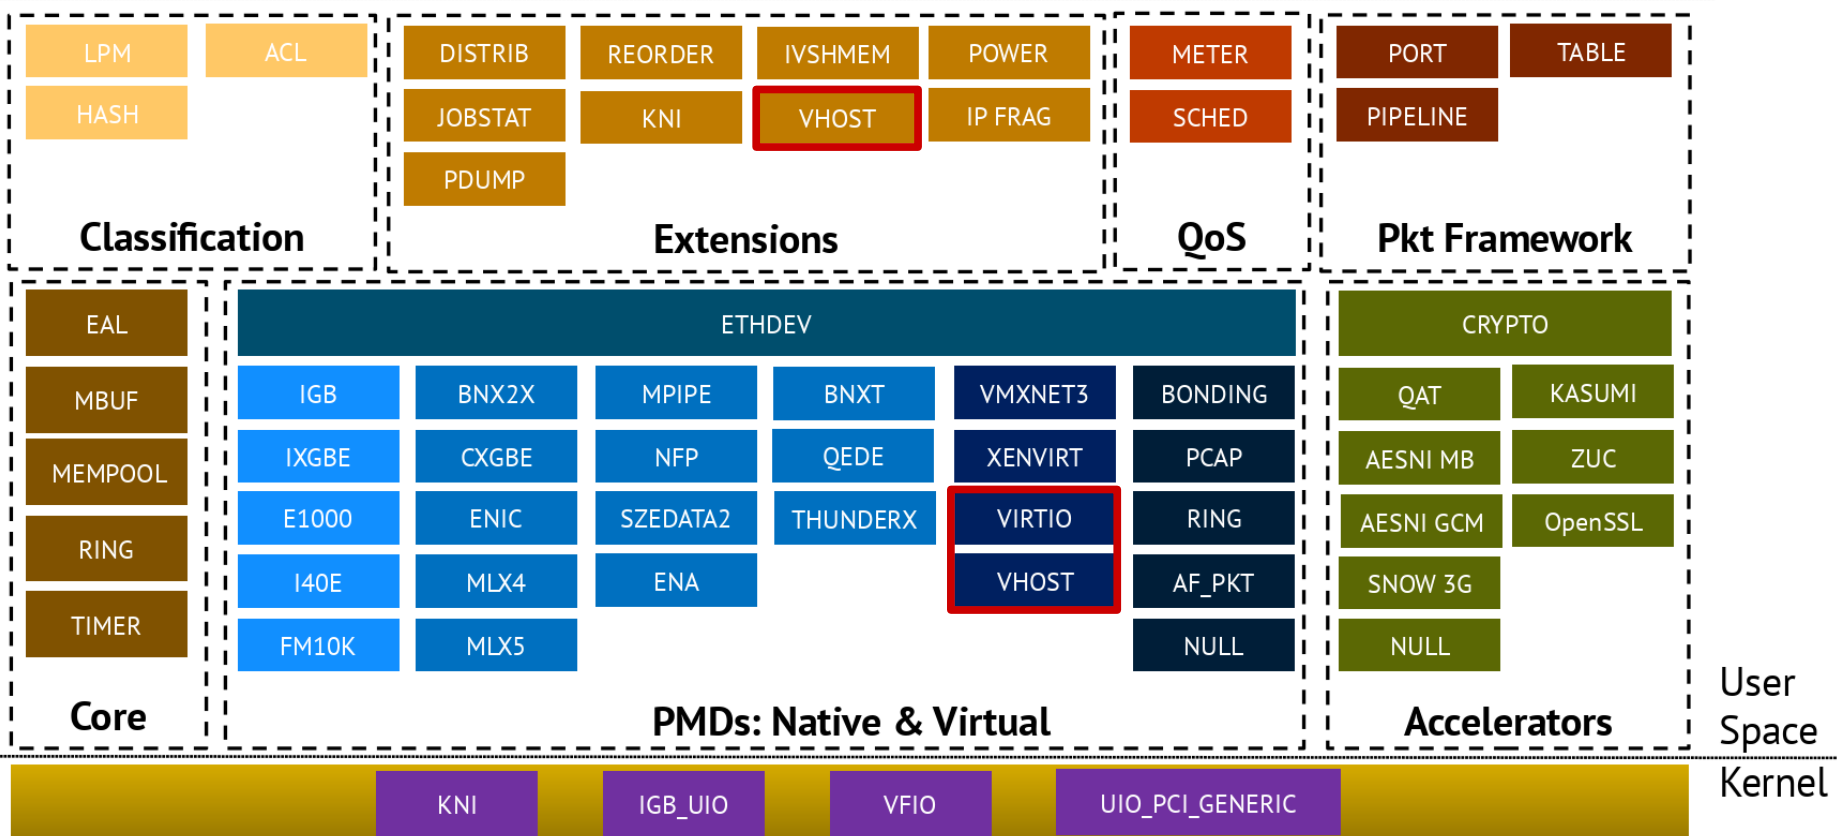 LPM
ACL
HASH
Classification
DISTRIB
REORDER
IVSHMEM
POWER
JOBSTAT
KNI
VHOST
IP FRAG
PDUMP
Extensions
METER
SCHED
QoS
PORT
TABLE
PIPELINE
Pkt Framework
EAL
MBUF
MEMPOOL
RING
TIMER
Core
ETHDEV
IGB
BNX2X
MPIPE
BNXT
VMXNET3
BONDING
IXGBE
CXGBE
NFP
QEDE
XENVIRT
PCAP
E1000
ENIC
SZEDATA2
THUNDERX
VIRTIO
RING
I40E
MLX4
ENA
VHOST
AF_PKT
FM10K
MLX5
NULL
PMDs: Native & Virtual
CRYPTO
QAT
KASUMI
AESNI MB
ZUC
AESNI GCM
OpenSSL
SNOW 3G
NULL
Accelerators
User
Space
Kernel
KNI
IGB_UIO
VFIO
UIO_PCI_GENERIC